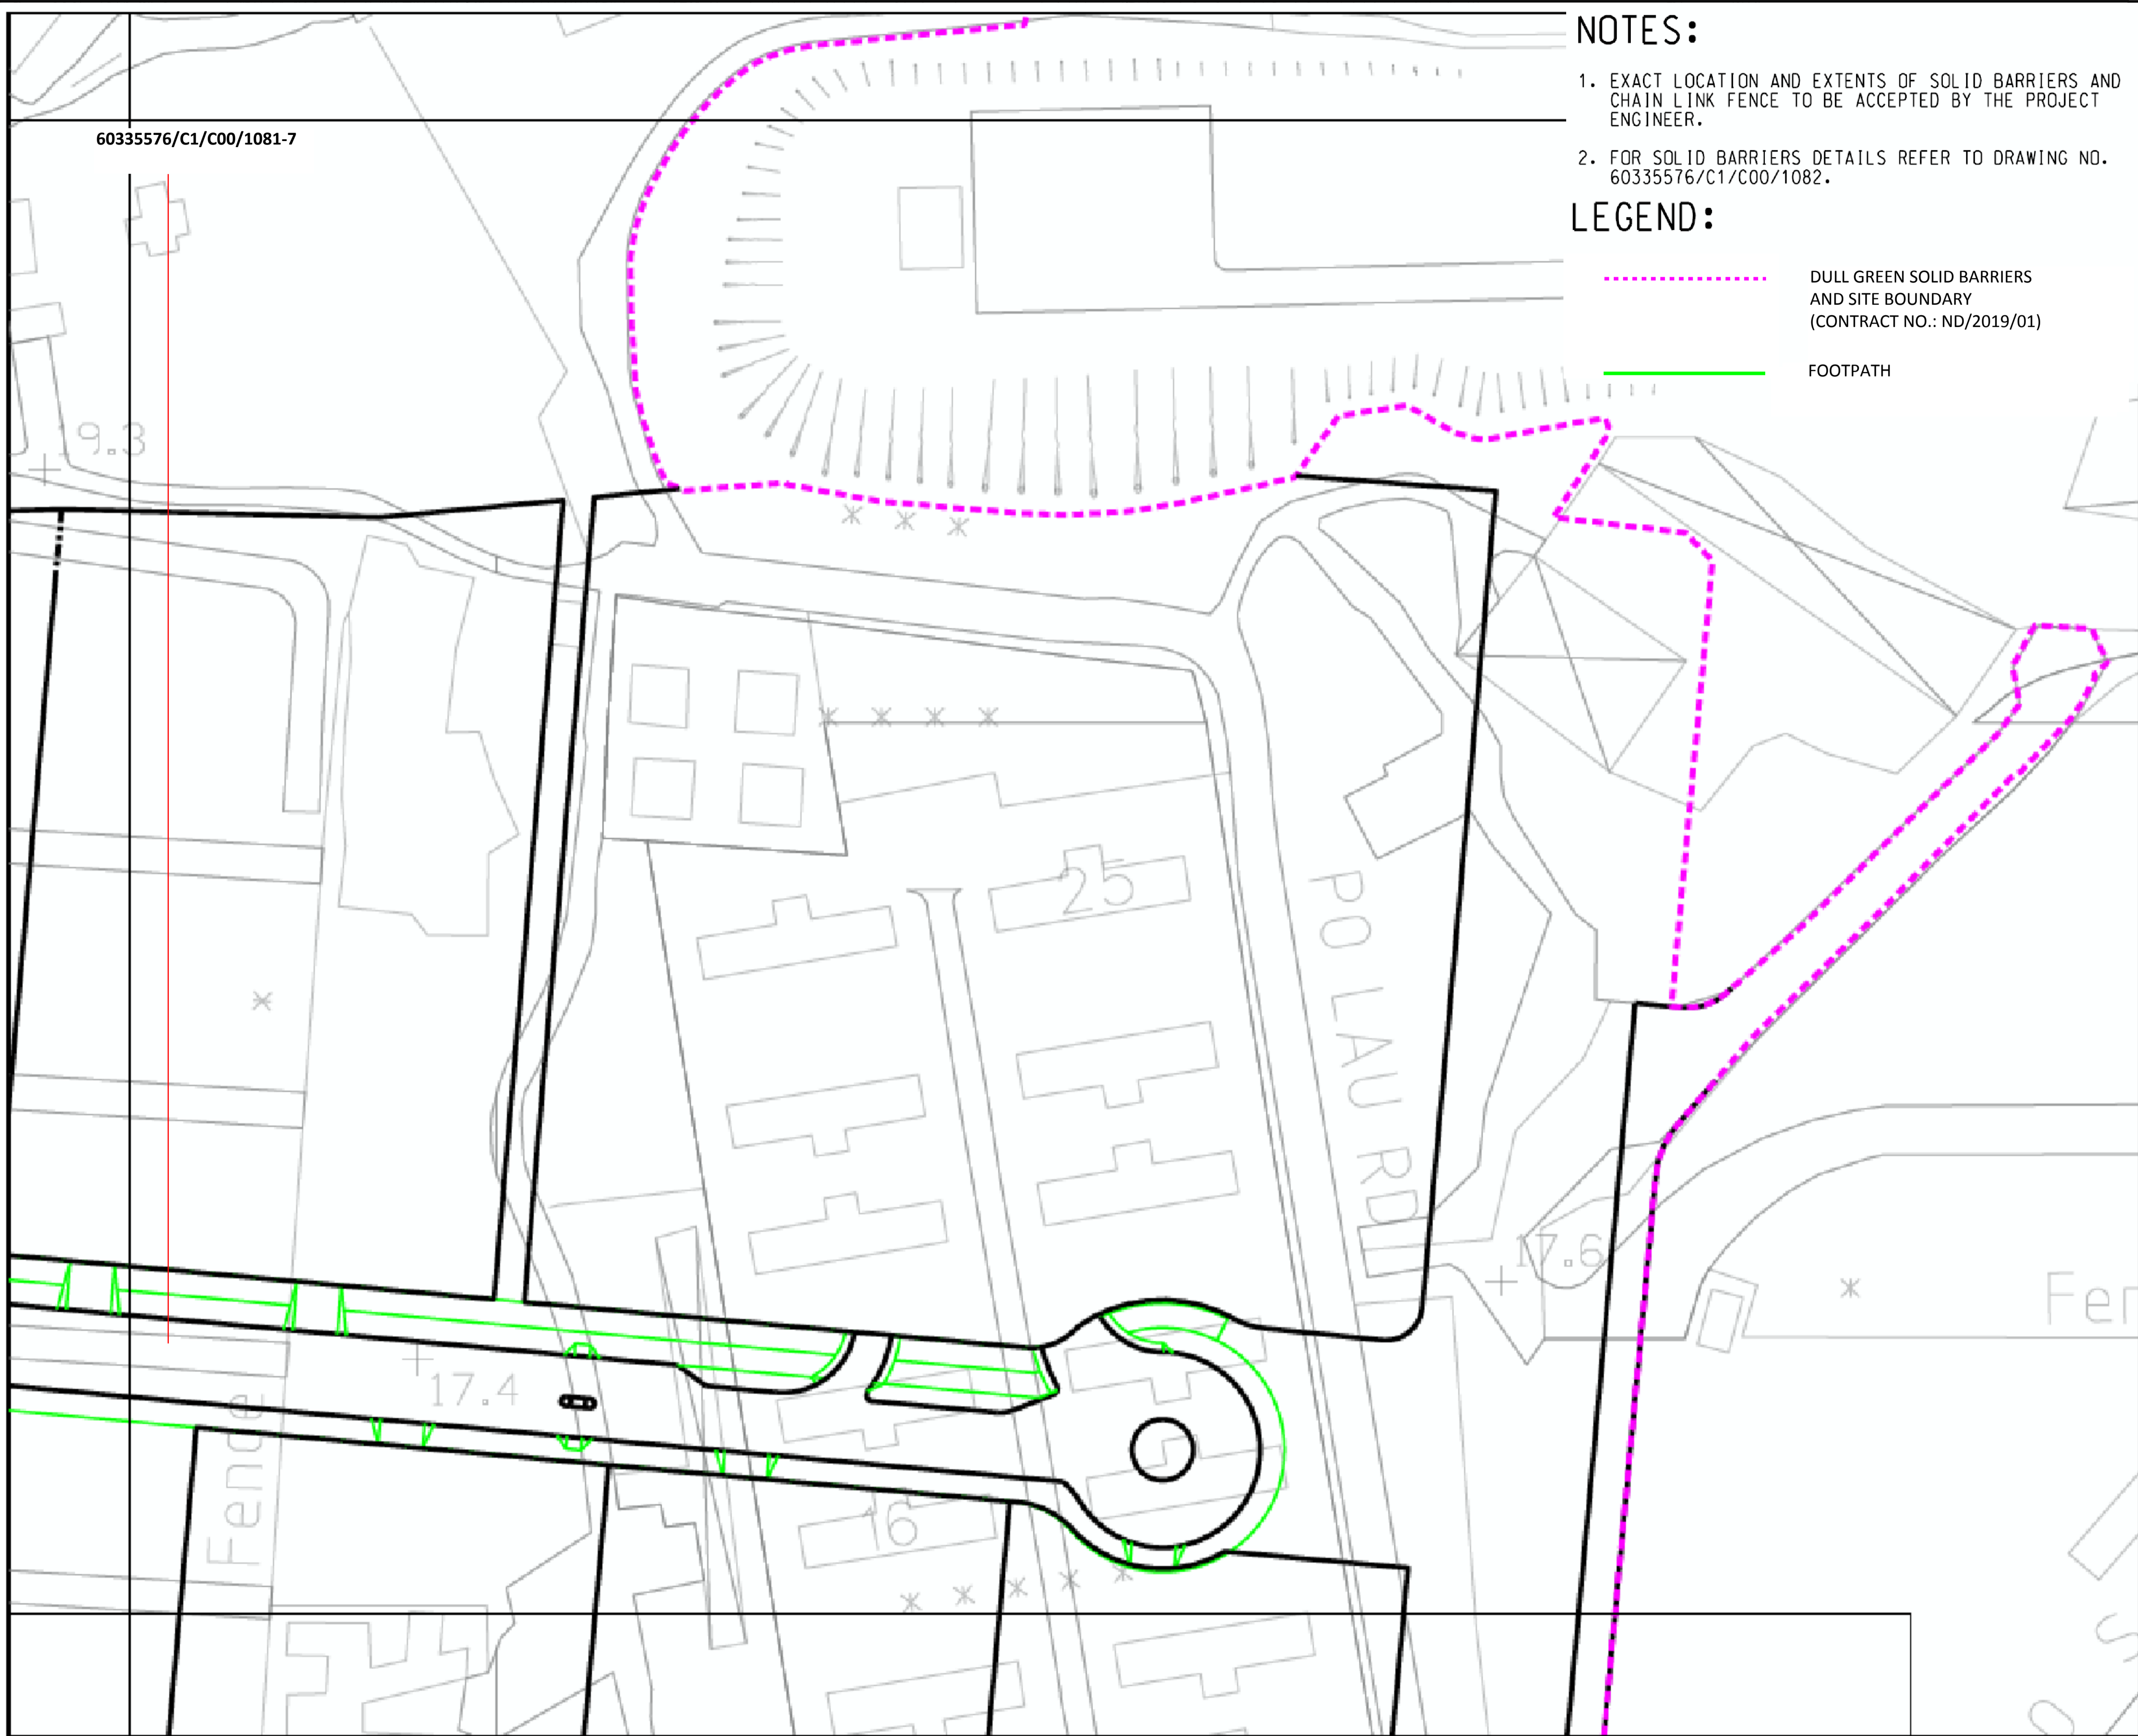 NOTES:
1. EXACT LOCATION AND EXTENTS OF SOLID BARRIERS AND
CHAIN LINK FENCE TO BE ACCEPTED BY THE PROJECT
ENGINEER.
2. FOR SOLID BARRIERS DETAILS REFER TO DRAWING NO.
60335576/C1/C00/1082.
LEGEND:
DULL GREEN SOLID BARRIERS
AND SITE BOUNDARY
(CONTRACT NO.: ND/2019/01)
FOOTPATH
60335576/C1/C00/1081-7
9.3
25
PO LAU RD
17.6
17.4
Fence
16